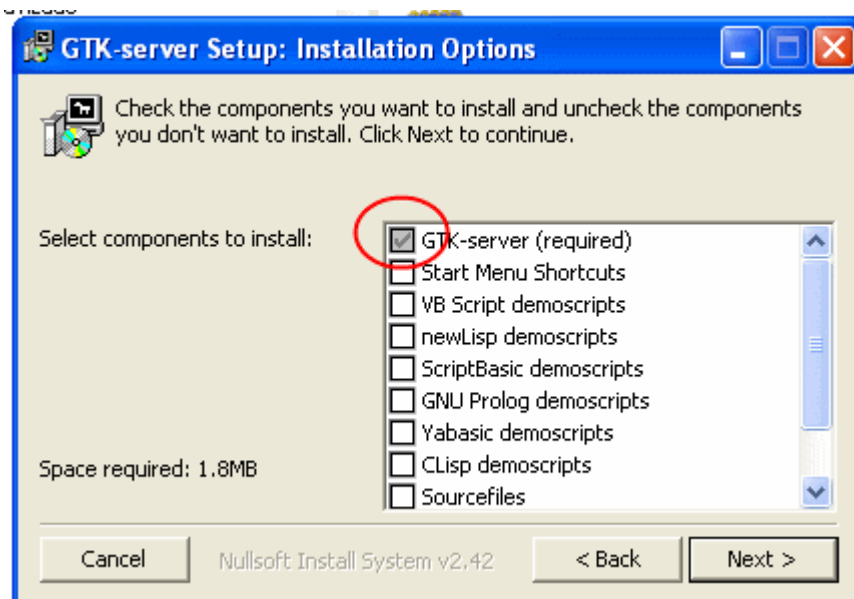 GTK-server Setup: Installation Options
Check the components you want to install and uncheck the components
you don't want to install. Click Next to continue.
Select components to install:
GTK-server (required)
Start Menu Shortcuts
VB Script demoscripts
newLisp demoscripts
ScriptBasic demoscripts
GNU Prolog demoscripts
Yabasic demoscripts
CLisp demoscripts
Sourcefiles
Space required: 1.8MB
Cancel
Nullsoft Install System v2.42
< Back
Next >